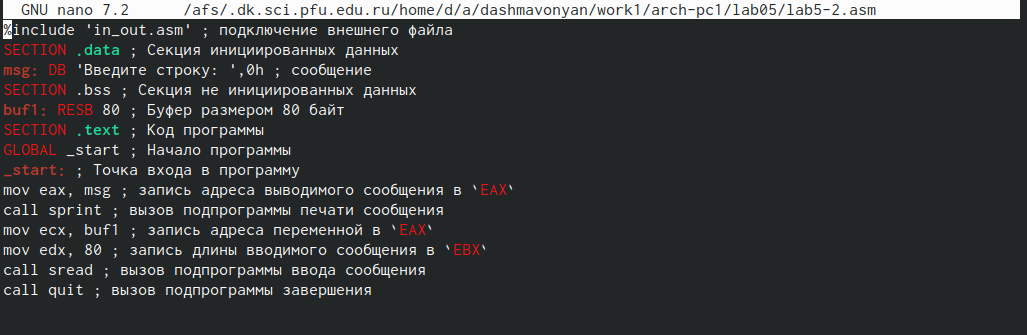 GNU nano 7.2 /afs/.dk.sci.pfu.edu.ru/home/d/a/dashmavonyan/work1/arch-pc1/lab05/lab5-2.asm
%include 'in_out.asm' ; подключение внешнего файла
SECTION .data ; Секция инициированных данных
msg: DB 'Введите строку: ',0h ; сообщение
SECTION .bss ; Секция не инициированных данных
buf1: RESB 80 ; Буфер размером 80 байт
SECTION .text ; Код программы
GLOBAL _start ; Начало программы
_start: ; Точка входа в программу
mov eax, msg ; запись адреса выводимого сообщения в `EAX`
call sprint ; вызов подпрограммы печати сообщения
mov ecx, buf1 ; запись адреса переменной в `EAX`
mov edx, 80 ; запись длины вводимого сообщения в `EBX`
call sread ; вызов подпрограммы ввода сообщения
call quit ; вызов подпрограммы завершения